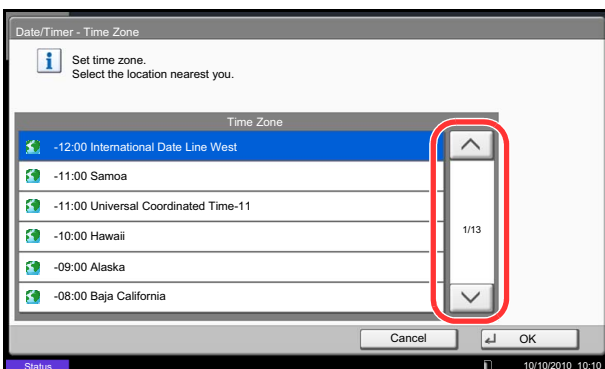 Date/Timer - Time Zone
Set time zone.
Select the location nearest you.
Time Zone
-12:00 International Date Line West
-11:00 Samoa
-11:00 Universal Coordinated Time-11
-10:00 Hawaii
1/13
-09:00 Alaska
-08:00 Baja California
Cancel
OK
Status
10/10/2010 10:10